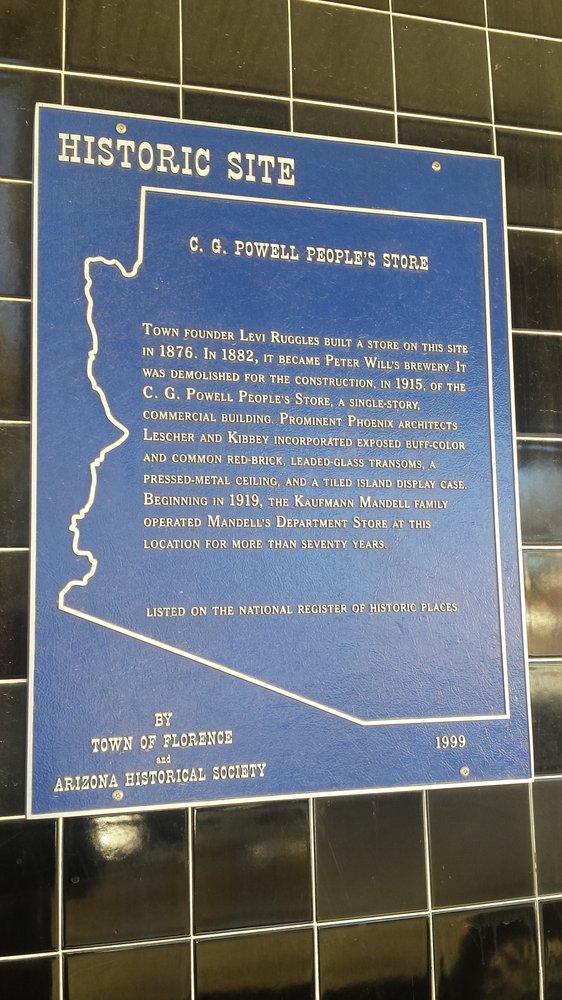 HISTORIC SITE
C. G. POWELL PEOPLE'S STORE
TOWN FOUNDER LEVI RUGGLES BUILT A STORE ON THIS SITE
IN 1876. IN 1882, IT BECAME PETER WILL'S BREWERY. IT
WAS DEMOLISHED FOR THE CONSTRUCTION, IN 1915, OF THE
C. G. POWELL PEOPLE'S STORE, A SINGLE-STORY,
COMMERCIAL BUILDING. PROMINENT PHOENIX ARCHITECTS
LESCHER AND KIBBEY INCORPORATED EXPOSED BUFF-COLOR
AND COMMON RED-BRICK, LEADED-GLASS TRANSOMS, A
PRESSED-METAL CEILING, AND A TILED ISLAND DISPLAY CASE.
BEGINNING IN 1919, THE KAUFMANN MANDELL FAMILY
OPERATED MANDELL'S DEPARTMENT STORE AT THIS
LOCATION FOR MORE THAN SEVENTY YEARS.
LISTED ON THE NATIONAL REGISTER OF HISTORIC PLACES
BY
TOWN OF FLORENCE
and
ARIZONA HISTORICAL SOCIETY
1999